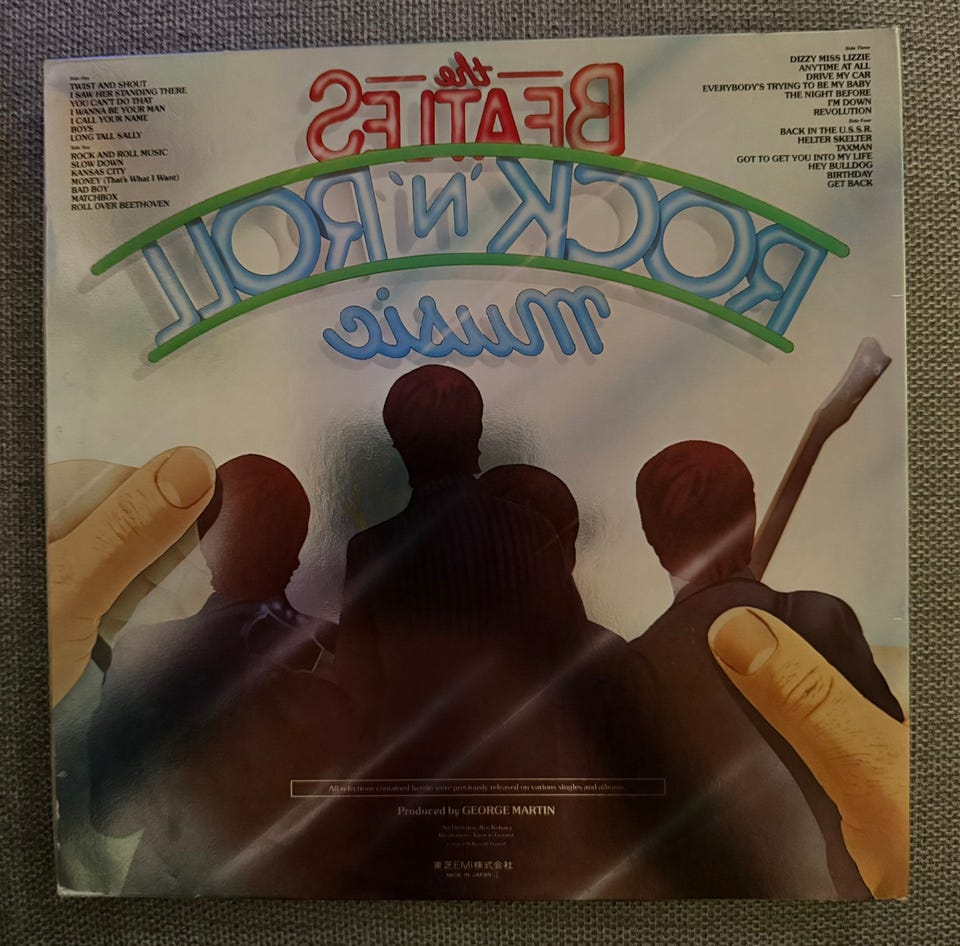 Side One
TWIST AND SHOUT
I SAW HER STANDING THERE
YOU CAN'T DO THAT
I WANNA BE YOUR MAN
I CALL YOUR NAME
BOYS
LONG TALL SALLY
Side Two
ROCK AND ROLL MUSIC
SLOW DOWN
KANSAS CITY
MONEY (That's What I Want)
BAD BOY
MATCHBOX
ROLL OVER BEETHOVEN
the
BEATLES
ROCK 'N' ROLL
Music
Side Three
DIZZY MISS LIZZIE
ANYTIME AT ALL
DRIVE MY CAR
EVERYBODY'S TRYING TO BE MY BABY
THE NIGHT BEFORE
I'M DOWN
REVOLUTION
Side Four
BACK IN THE U.S.S.R.
HELTER SKELTER
TAXMAN
GOT TO GET YOU INTO MY LIFE
HEY BULLDOG
BIRTHDAY
GET BACK
All selections contained herein were previously released on various singles and albums.
Produced by GEORGE MARTIN
東芝EMI株式会社
MADE IN JAPAN